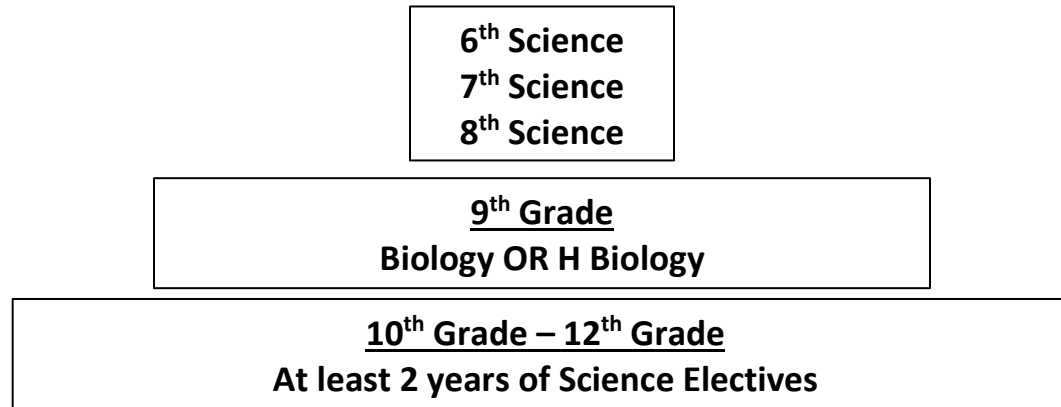 6th Science
7th Science
8th Science
9th Grade
Biology OR H Biology
10th Grade – 12th Grade
At least 2 years of Science Electives